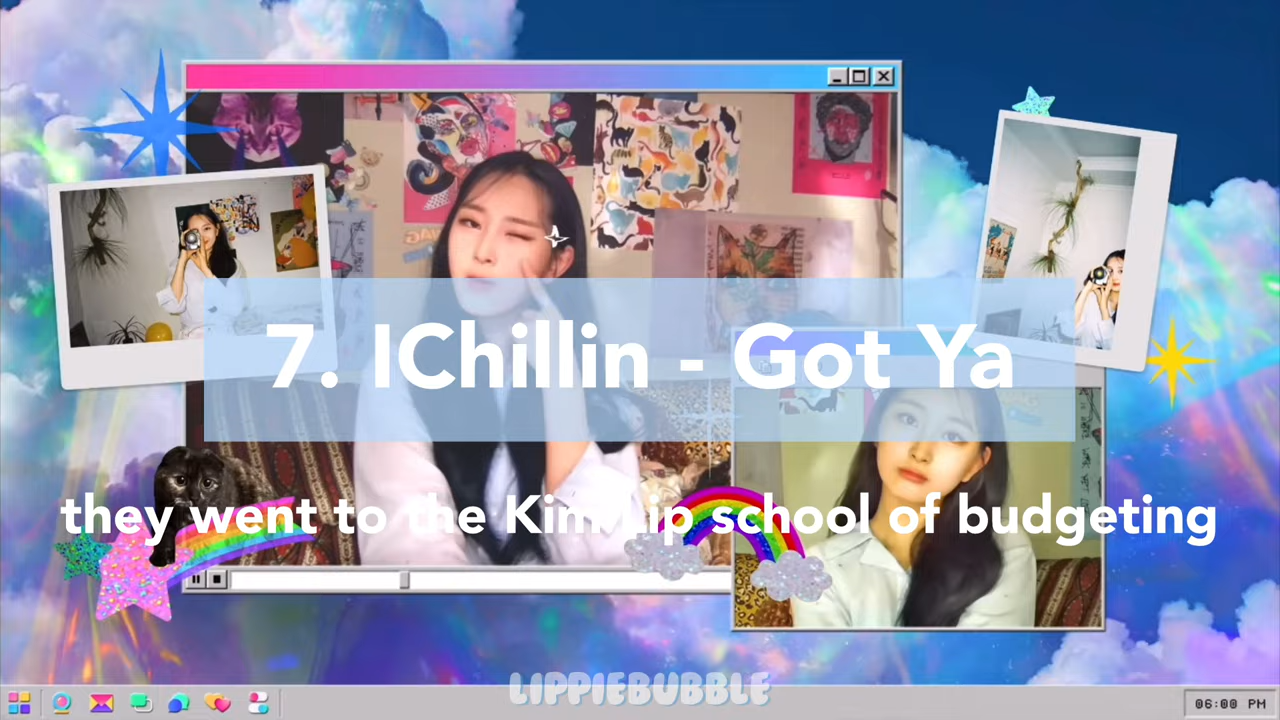 7. IChillin - Got Ya
they went to the Kim Lip school of budgeting
LIPPIEBUBBLE
06:00 PM